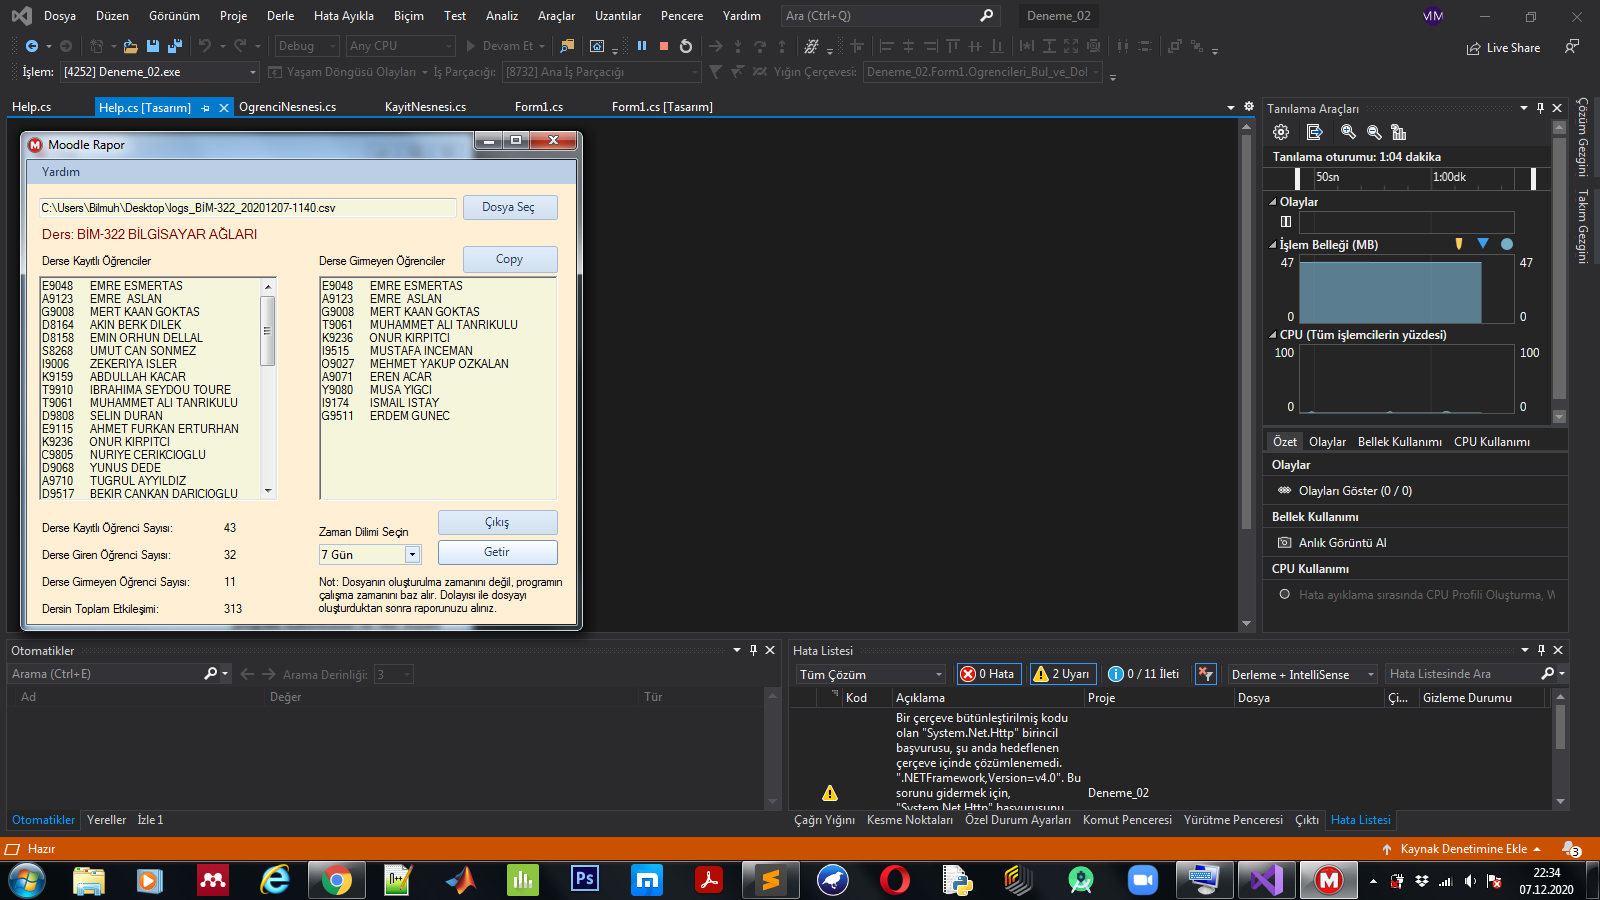 Dosya Düzen Görünüm Proje Derle Hata Ayıkla Biçim Test Analiz Araçlar Uzantılar Pencere Yardım Ara (Ctrl+Q) Deneme_02 MM
Debug Any CPU Devam Et Live Share
İşlem: [4252] Deneme_02.exe Yaşam Döngüsü Olayları İş Parçacığı: [8732] Ana İş Parçacığı Yığın Çerçevesi: Deneme_02.Form1.Ogrencileri_Bul_ve_Dol
Help.cs Help.cs [Tasarım] OgrenciNesnesi.cs KayitNesnesi.cs Form1.cs Form1.cs [Tasarım]
Moodle Rapor
Yardım
C:\Users\Bilmuh\Desktop\logs_BİM-322_20201207-1140.csv Dosya Seç
Ders: BİM-322 BİLGİSAYAR AĞLARI
Derse Kayıtlı Öğrenciler
E9048 EMRE ESMERTAS
A9123 EMRE ASLAN
G9008 MERT KAAN GOKTAS
D8164 AKIN BERK DILEK
D8158 EMIN ORHUN DELLAL
S8268 UMUT CAN SONMEZ
I9006 ZEKERIYA ISLER
K9159 ABDULLAH KACAR
T9910 IBRAHIMA SEYDOU TOURE
T9061 MUHAMMET ALI TANRIKULU
D9808 SELIN DURAN
E9115 AHMET FURKAN ERTURHAN
K9236 ONUR KIRPITCI
C9805 NURIYE CERIKCIOGLU
D9068 YUNUS DEDE
A9710 TUGRUL AYYILDIZ
D9517 BEKIR CANKAN DARICIOGLU
Derse Girmeyen Öğrenciler Copy
E9048 EMRE ESMERTAS
A9123 EMRE ASLAN
G9008 MERT KAAN GOKTAS
T9061 MUHAMMET ALI TANRIKULU
K9236 ONUR KIRPITCI
I9515 MUSTAFA INCEMAN
O9027 MEHMET YAKUP OZKALAN
A9071 EREN ACAR
Y9080 MUSA YIGCI
I9174 ISMAIL ISTAY
G9511 ERDEM GUNEC
Derse Kayıtlı Öğrenci Sayısı: 43
Derse Giren Öğrenci Sayısı: 32
Derse Girmeyen Öğrenci Sayısı: 11
Dersin Toplam Etkileşimi: 313
Zaman Dilimi Seçin Çıkış
7 Gün Getir
Not: Dosyanın oluşturulma zamanını değil, programın
çalışma zamanını baz alır. Dolayısı ile dosyayı
oluşturduktan sonra raporunuzu alınız.
Tanılama Araçları
Tanılama oturumu: 1:04 dakika
50sn 1:00dk
Olaylar
İşlem Belleği (MB)
47 47
0 0
CPU (Tüm işlemcilerin yüzdesi)
100 100
0 0
Özet Olaylar Bellek Kullanımı CPU Kullanımı
Olaylar
Olayları Göster (0 / 0)
Bellek Kullanımı
Anlık Görüntü Al
CPU Kullanımı
Hata ayıklama sırasında CPU Profili Oluşturma, W
Çözüm Gezgini
Takım Gezgini
Otomatikler
Arama (Ctrl+E) Arama Derinliği: 3
Ad Değer Tür
Otomatikler Yereller İzle 1
Hata Listesi
Tüm Çözüm 0 Hata 2 Uyarı 0 / 11 İleti Derleme + IntelliSense Hata Listesinde Ara
Kod Açıklama Proje Dosya Çi... Gizleme Durumu
Bir çerçeve bütünleştirilmiş kodu
olan "System.Net.Http" birincil
başvurusu, şu anda hedeflenen
çerçeve içinde çözümlenemedi.
".NETFramework,Version=v4.0". Bu
sorunu gidermek için, Deneme_02
"System.Net.Http" başvurusunu
Çağrı Yığını Kesme Noktaları Özel Durum Ayarları Komut Penceresi Yürütme Penceresi Çıktı Hata Listesi
Hazır Kaynak Denetimine Ekle 3
22:34
07.12.2020